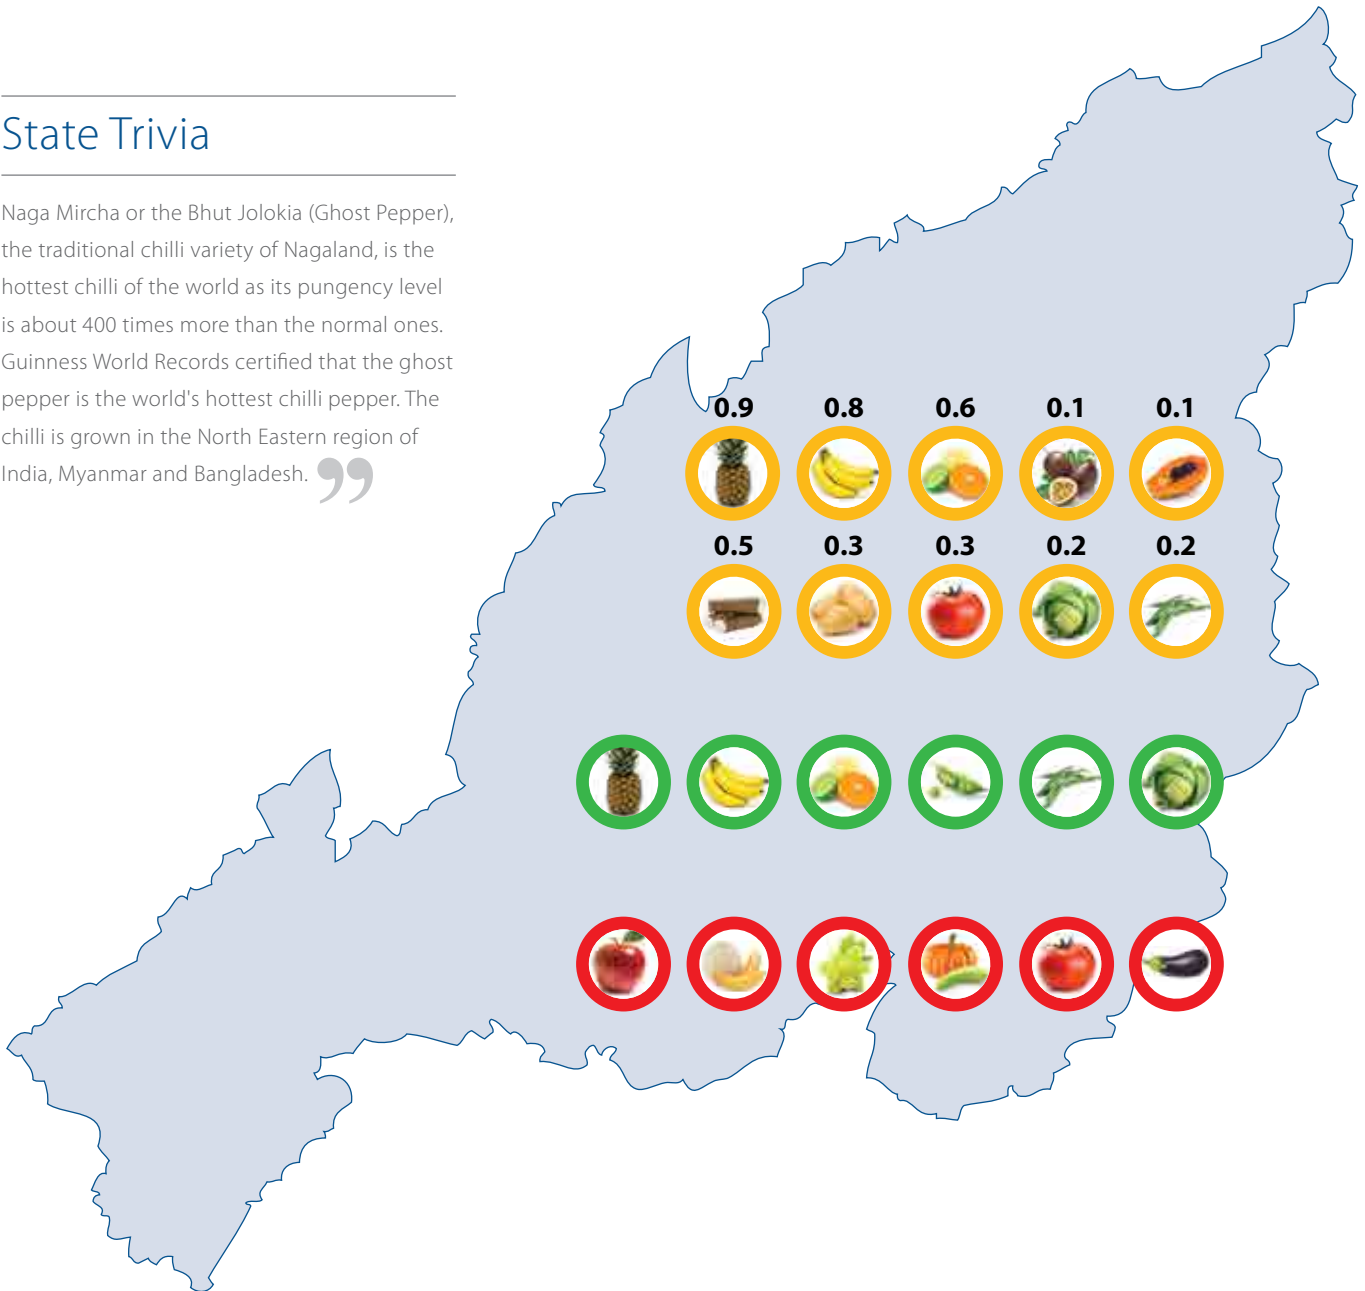 State Trivia
Naga Mircha or the Bhut Jolokia (Ghost Pepper),
the traditional chilli variety of Nagaland, is the
hottest chilli of the world as its pungency level
is about 400 times more than the normal ones.
Guinness World Records certified that the ghost
pepper is the world's hottest chilli pepper. The
chilli is grown in the North Eastern region of
India, Myanmar and Bangladesh. ”
0.9 0.8 0.6 0.1 0.1
0.5 0.3 0.3 0.2 0.2